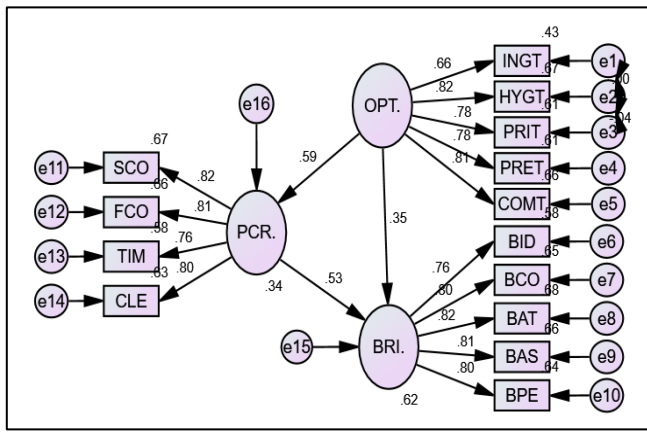 .43
INGT
e1
.66
.67
HYGT
e2
.82
.61
PRIT
e3
.78
.61
PRET
e4
.78
.66
COMT
e5
.81
OPT.
e16
.59
.35
.67
SCO
e11
.82
.66
FCO
e12
.81
.58
TIM
e13
.76
.63
CLE
e14
.80
PCR.
.34
.53
.58
BID
e6
.76
.65
BCO
e7
.80
.68
BAT
e8
.82
.66
BAS
e9
.81
.64
BPE
e10
.80
e15
BRI.
.62